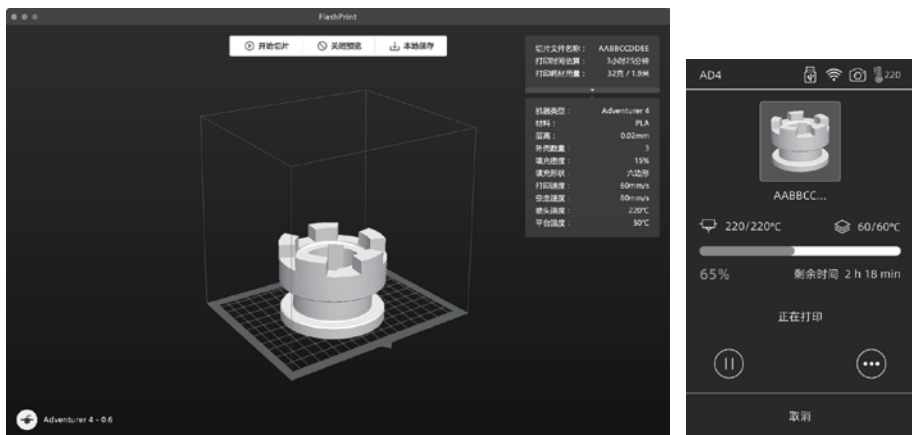 FlashPrint
开始切片 关闭预览 本地保存
切片文件名称： AABBCCDDEE
打印时间估算： 3小时25分钟
打印耗材用量： 32克 / 1.9米
机器类型： Adventurer 4
材料： PLA
层高： 0.02mm
外壳数量： 3
填充密度： 15%
填充形状： 六边形
打印速度： 60mm/s
空走速度： 80mm/s
喷头温度： 220℃
平台温度： 50℃
Adventurer 4 - 0.6
AD4 220
AABBCC...
220/220℃ 60/60℃
65% 剩余时间 2 h 18 min
正在打印
取消